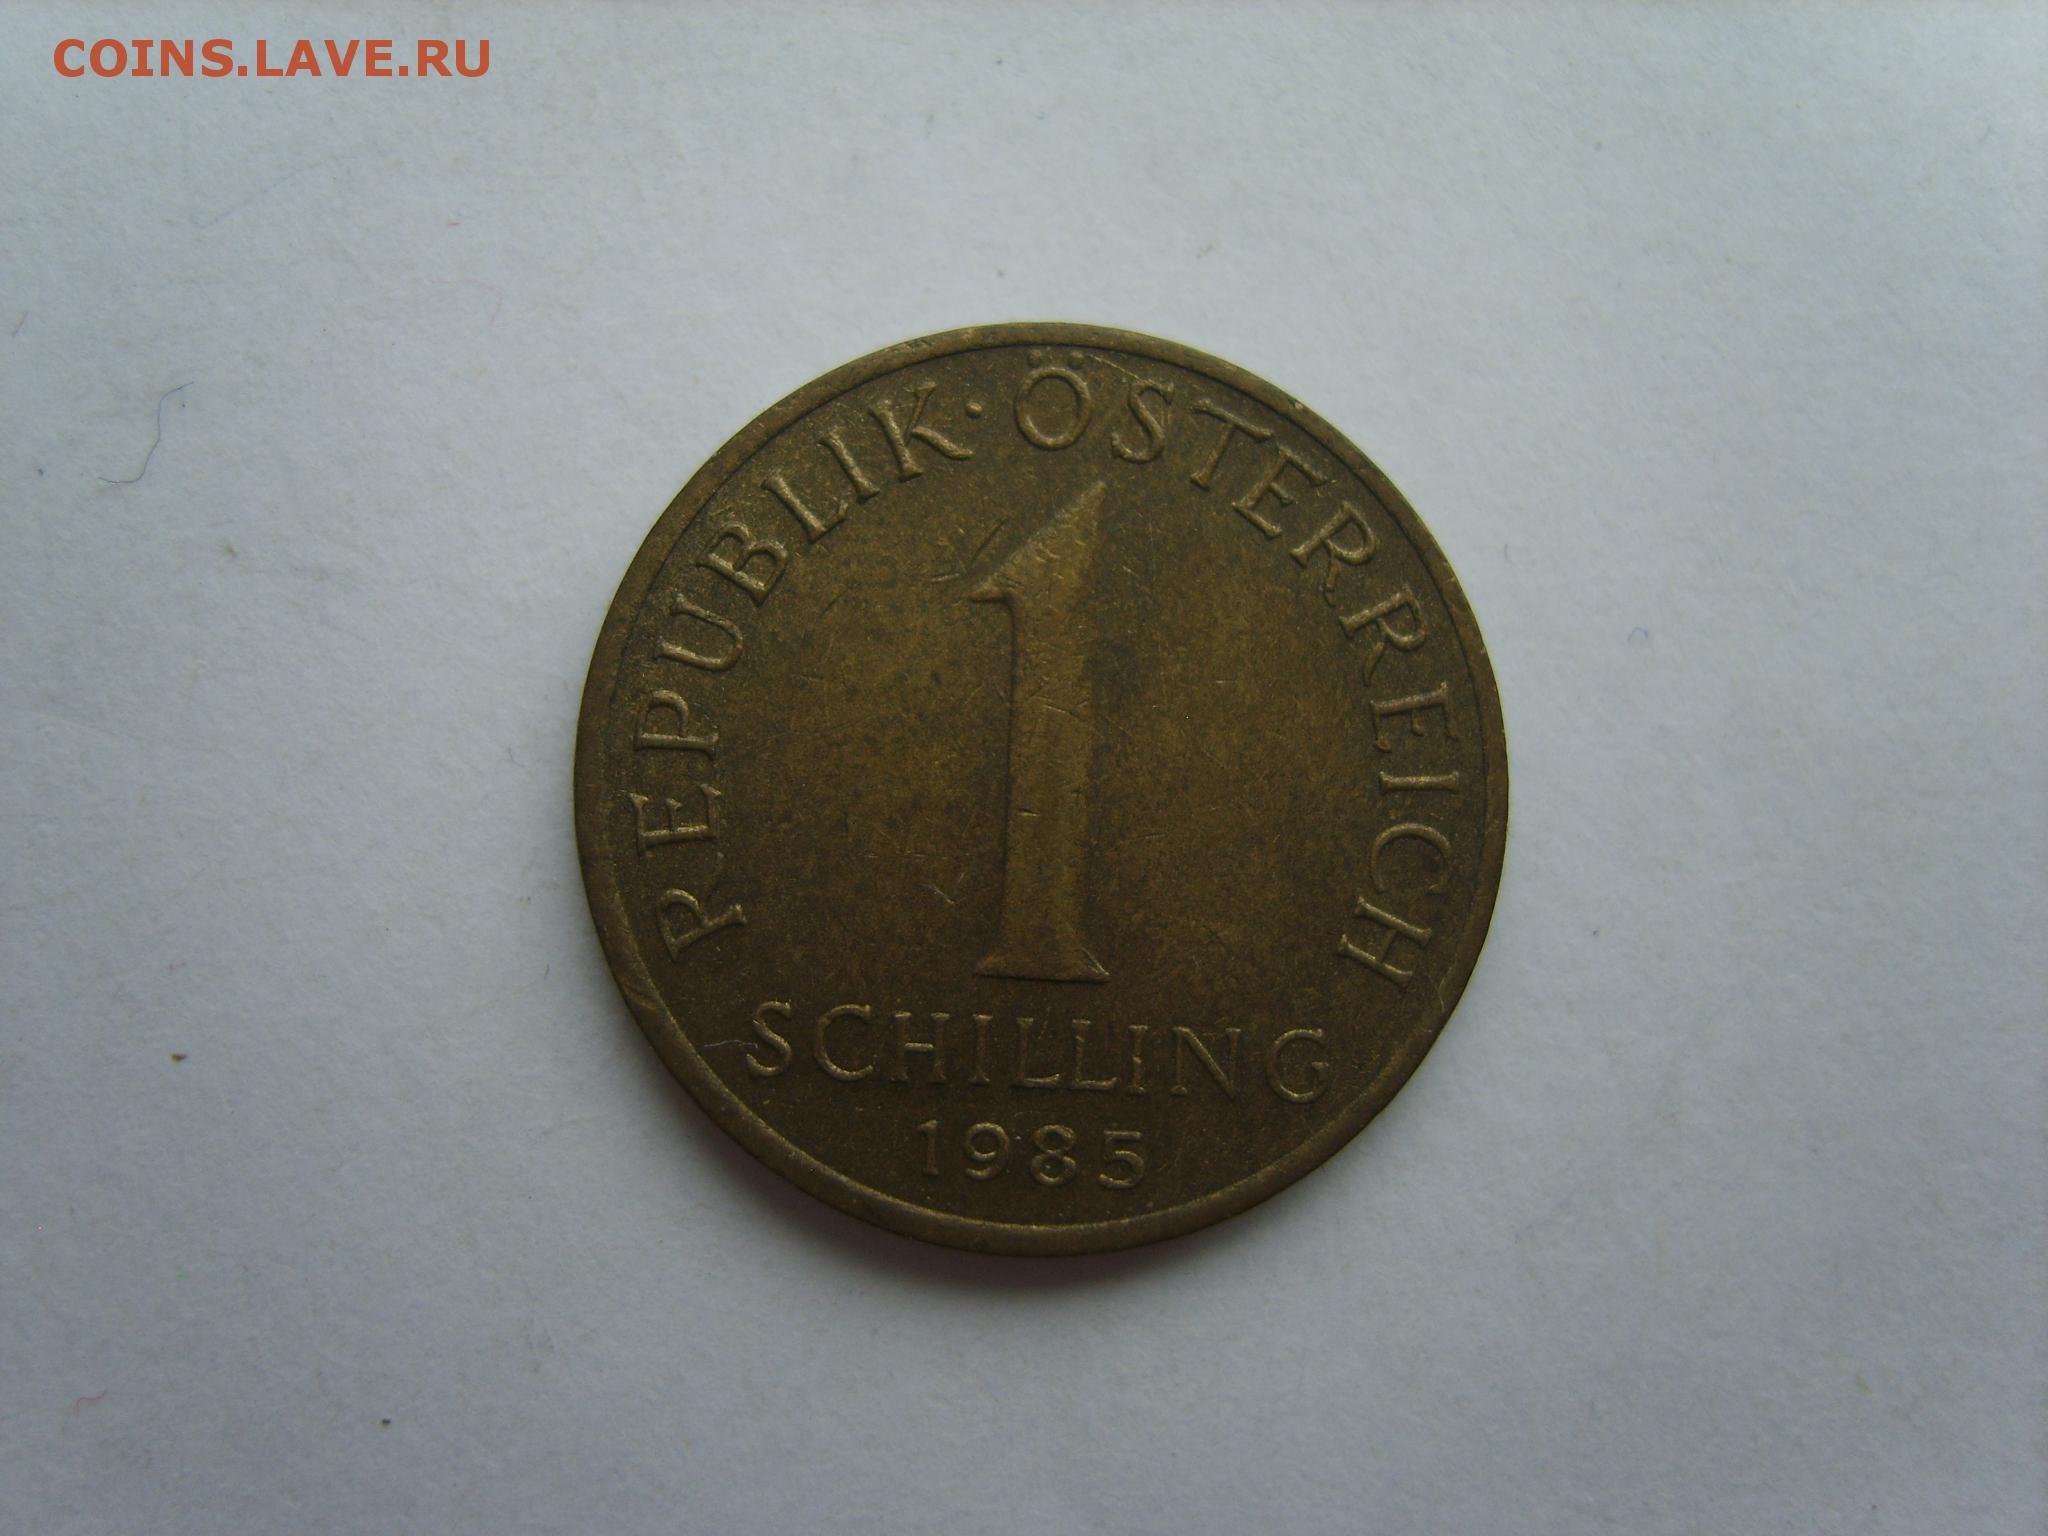 COINS.LAVE.RU
REPUBLIK · ÖSTERREICH
1
SCHILLING
1985